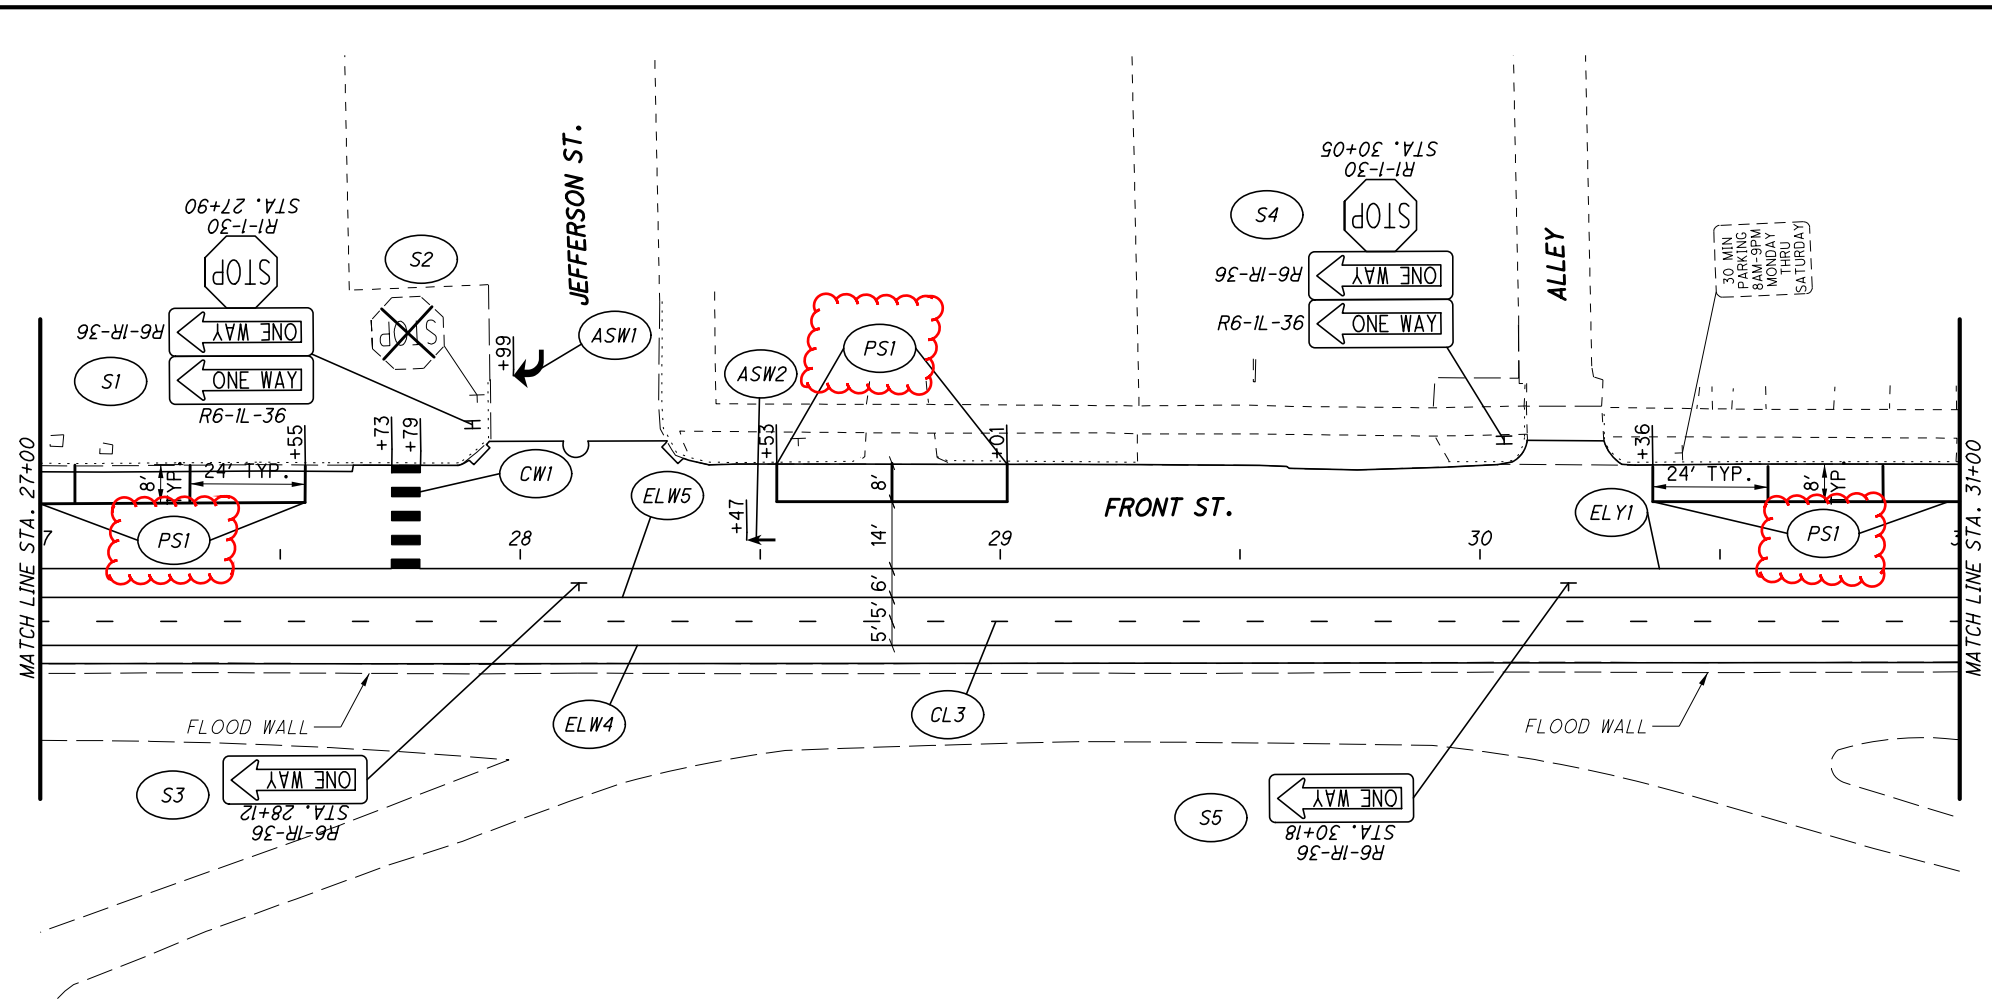 STA. 27+90
R1-1-30
STOP
R6-1R-36
ONE WAY
ONE WAY
R6-1L-36
S1
S2
STOP
JEFFERSON ST.
+99
ASW1
ASW2
PS1
STA. 30+05
R1-1-30
STOP
S4
R6-1R-36
ONE WAY
R6-1L-36
ONE WAY
ALLEY
30 MIN
PARKING
8AM-9PM
MONDAY
THRU
SATURDAY
MATCH LINE STA. 27+00
+55
+73
+79
8'
TYP.
24' TYP.
PS1
CW1
ELW5
+53
+47
+01
8'
14'
6'
5'
5'
FRONT ST.
7
28
29
30
3
ELY1
+36
24' TYP.
8'
TYP.
PS1
MATCH LINE STA. 31+00
FLOOD WALL
ELW4
CL3
FLOOD WALL
S3
ONE WAY
STA. 28+12
R6-1R-36
S5
ONE WAY
STA. 30+18
R6-1R-36